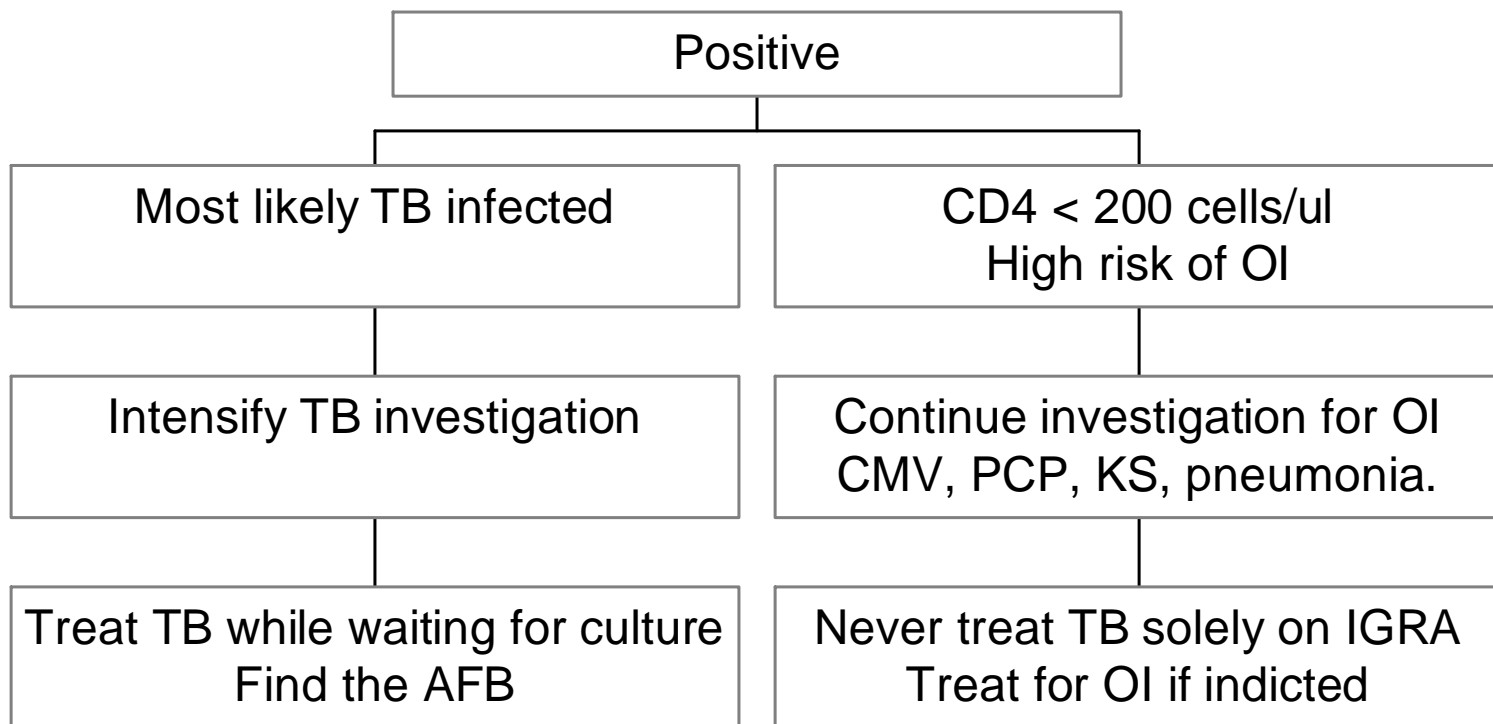 Positive
Most likely TB infected
CD4 < 200 cells/ul
High risk of OI
Intensify TB investigation
Continue investigation for OI
CMV, PCP, KS, pneumonia.
Treat TB while waiting for culture
Find the AFB
Never treat TB solely on IGRA
Treat for OI if indicted